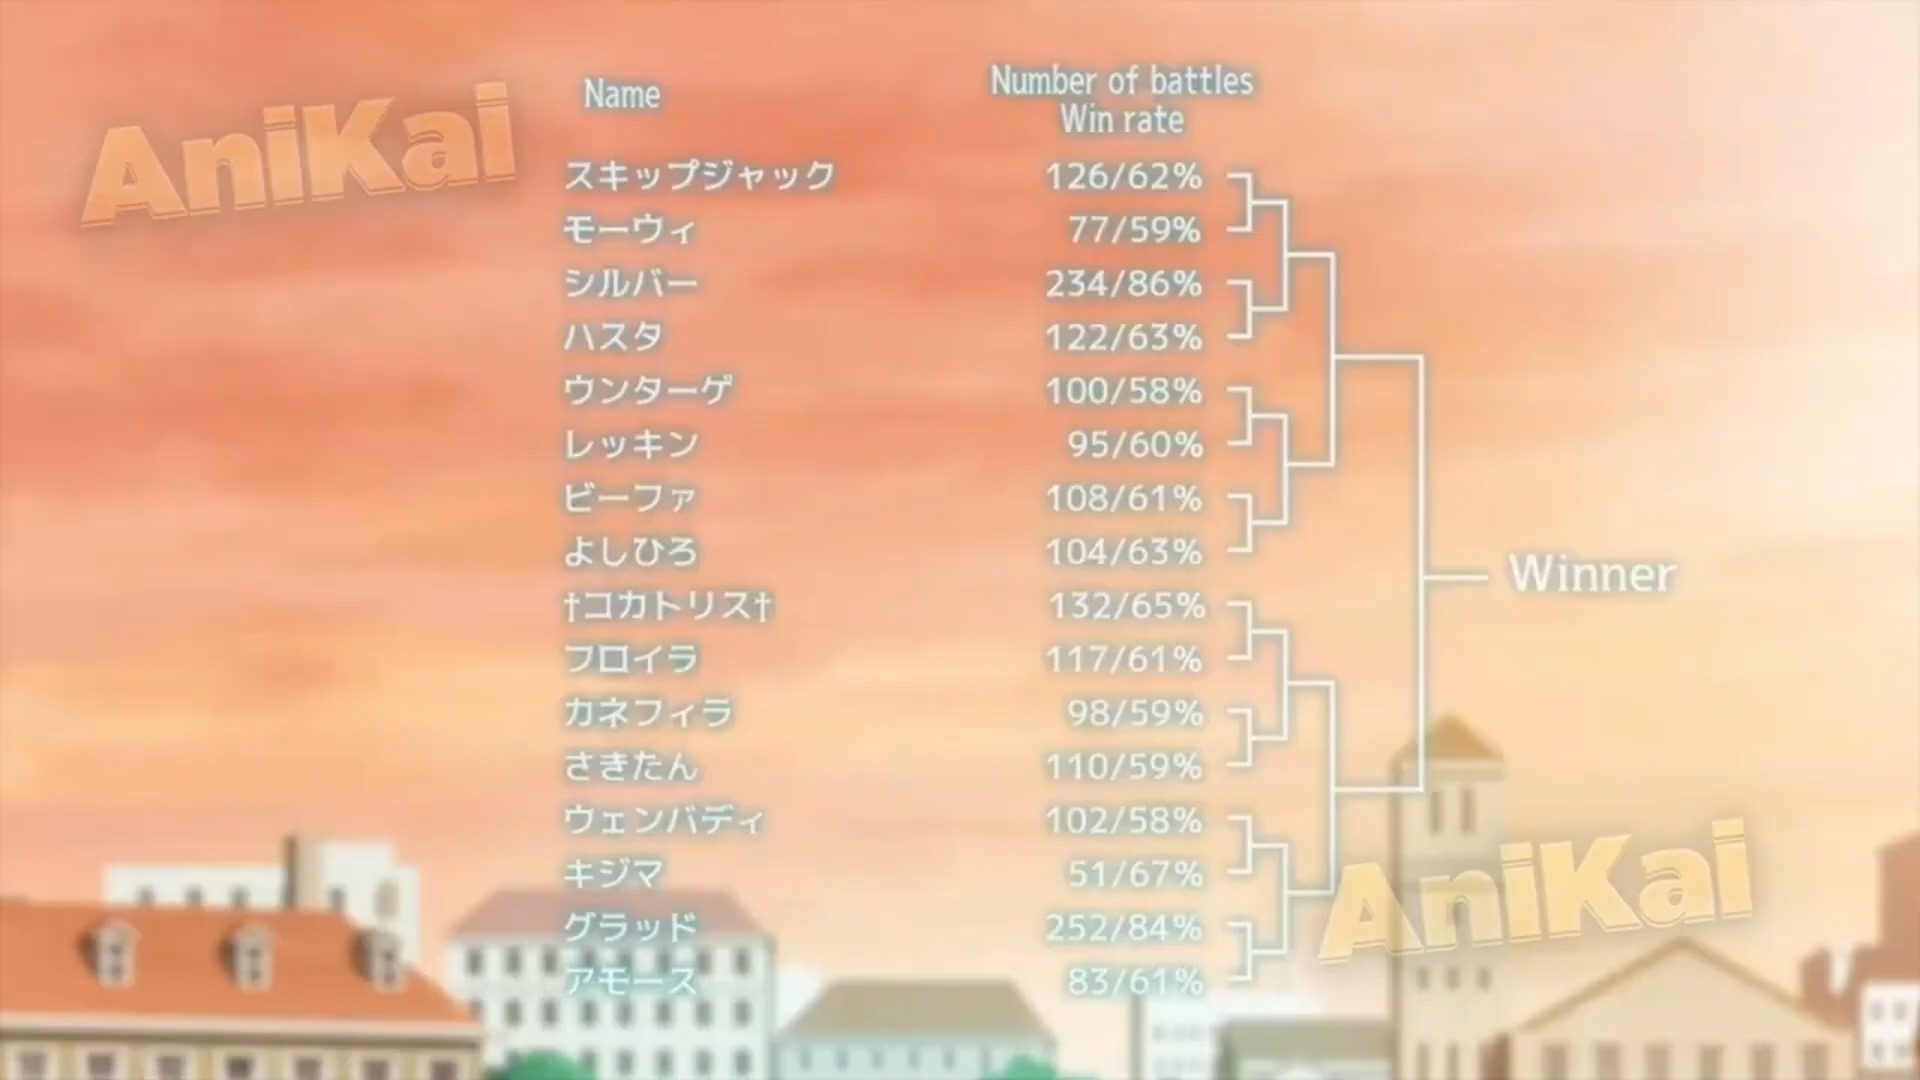 AniKai
Name
Number of battles
Win rate
スキップジャック 126/62%
モーヴィ 77/59%
シルバー 234/86%
ハスタ 122/63%
ウンターゲ 100/58%
レッキン 95/60%
ビーファ 108/61%
よしひろ 104/63%
†コカトリス† 132/65%
フロイラ 117/61%
カネフィラ 98/59%
さきたん 110/59%
ウェンバディ 102/58%
キジマ 51/67%
グラッド 252/84%
アモース 83/61%
Winner
AniKai